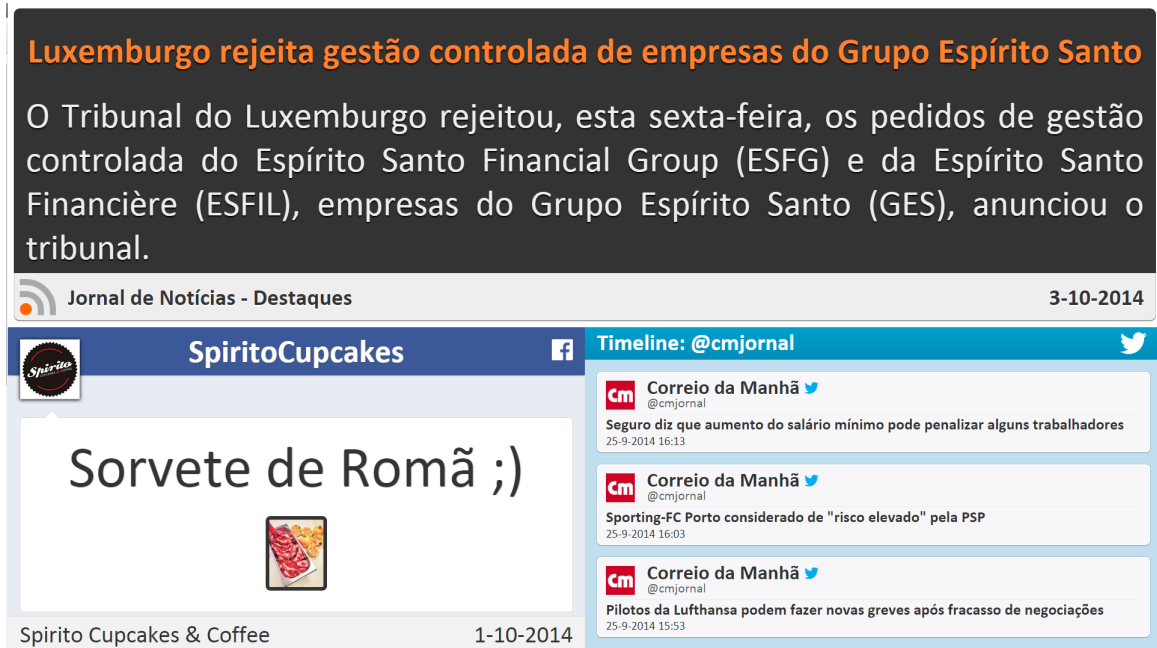 Luxemburgo rejeita gestão controlada de empresas do Grupo Espírito Santo
O Tribunal do Luxemburgo rejeitou, esta sexta-feira, os pedidos de gestão
controlada do Espírito Santo Financial Group (ESFG) e da Espírito Santo
Financière (ESFIL), empresas do Grupo Espírito Santo (GES), anunciou o
tribunal.
Jornal de Notícias - Destaques 3-10-2014
Spirito
SpiritoCupcakes
Sorvete de Romã ;)
Spirito Cupcakes & Coffee 1-10-2014
Timeline: @cmjornal
cm Correio da Manhã
@cmjornal
Seguro diz que aumento do salário mínimo pode penalizar alguns trabalhadores
25-9-2014 16:13
cm Correio da Manhã
@cmjornal
Sporting-FC Porto considerado de "risco elevado" pela PSP
25-9-2014 16:03
cm Correio da Manhã
@cmjornal
Pilotos da Lufthansa podem fazer novas greves após fracasso de negociações
25-9-2014 15:53